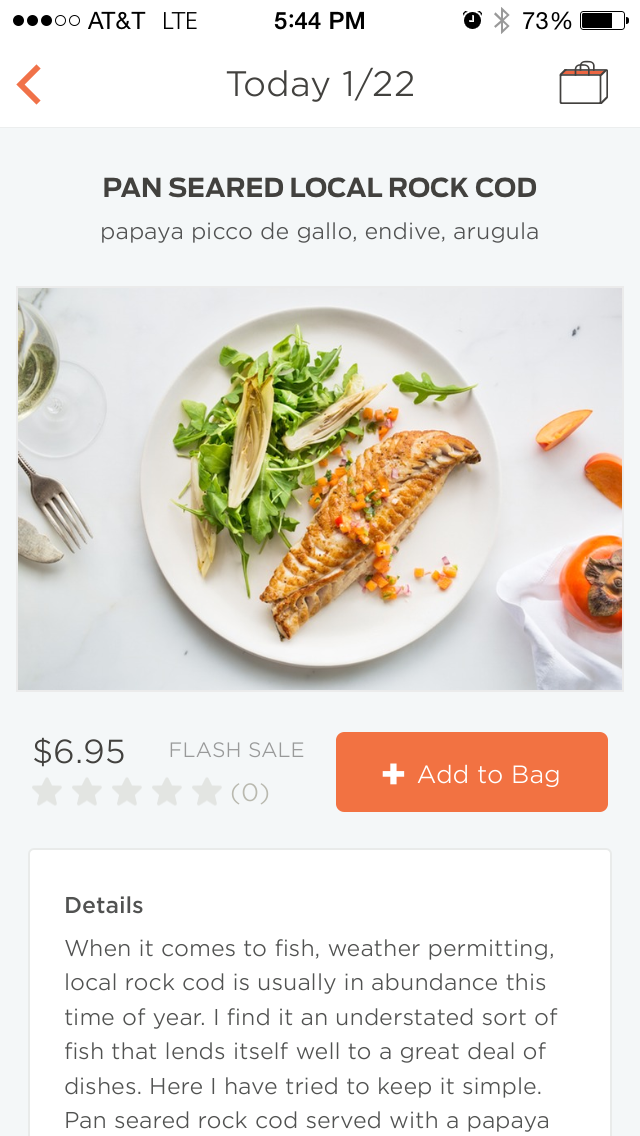 AT&T LTE 5:44 PM 73%
Today 1/22
PAN SEARED LOCAL ROCK COD
papaya picco de gallo, endive, arugula
$6.95 FLASH SALE
(0)
Add to Bag
Details
When it comes to fish, weather permitting,
local rock cod is usually in abundance this
time of year. I find it an understated sort of
fish that lends itself well to a great deal of
dishes. Here I have tried to keep it simple.
Pan seared rock cod served with a papaya